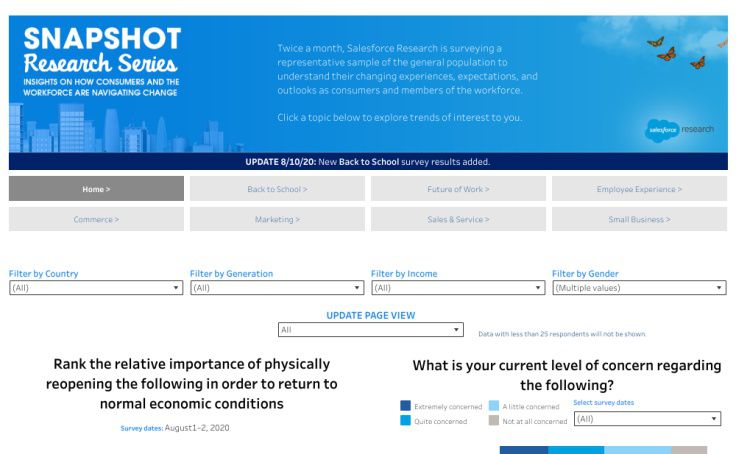 SNAPSHOT
Research Series
INSIGHTS ON HOW CONSUMERS AND THE
WORKFORCE ARE NAVIGATING CHANGE
Twice a month, Salesforce Research is surveying a
representative sample of the general population to
understand their changing experiences, expectations, and
outlooks as consumers and members of the workforce.
Click a topic below to explore trends of interest to you.
salesforce research
UPDATE 8/10/20: New Back to School survey results added.
Home > Back to School > Future of Work > Employee Experience >
Commerce > Marketing > Sales & Service > Small Business >
Filter by Country Filter by Generation Filter by Income Filter by Gender
(All) (All) (All) (Multiple values)
UPDATE PAGE VIEW
All
Data with less than 25 respondents will not be shown.
Rank the relative importance of physically
reopening the following in order to return to
normal economic conditions
Survey dates: August1–2, 2020
What is your current level of concern regarding
the following?
Extremely concerned A little concerned Select survey dates
Quite concerned Not at all concerned (All)